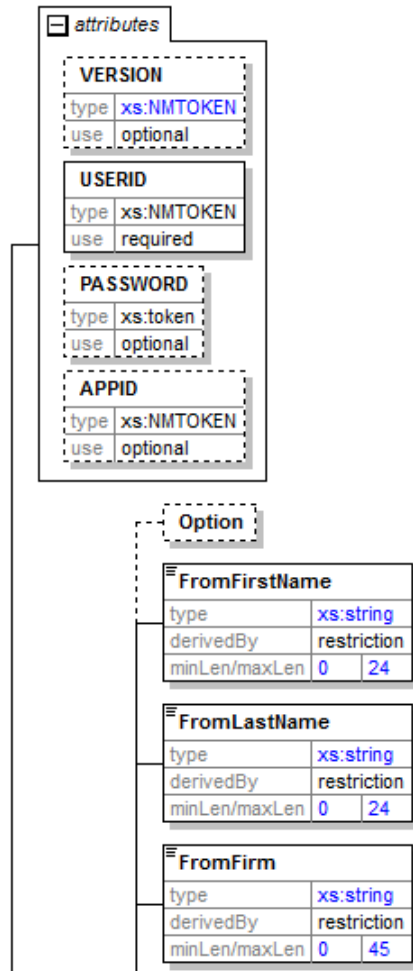 attributes
VERSION
type xs:NMTOKEN
use optional
USERID
type xs:NMTOKEN
use required
PASSWORD
type xs:token
use optional
APPID
type xs:NMTOKEN
use optional
Option
FromFirstName
type xs:string
derivedBy restriction
minLen/maxLen 0 24
FromLastName
type xs:string
derivedBy restriction
minLen/maxLen 0 24
FromFirm
type xs:string
derivedBy restriction
minLen/maxLen 0 45